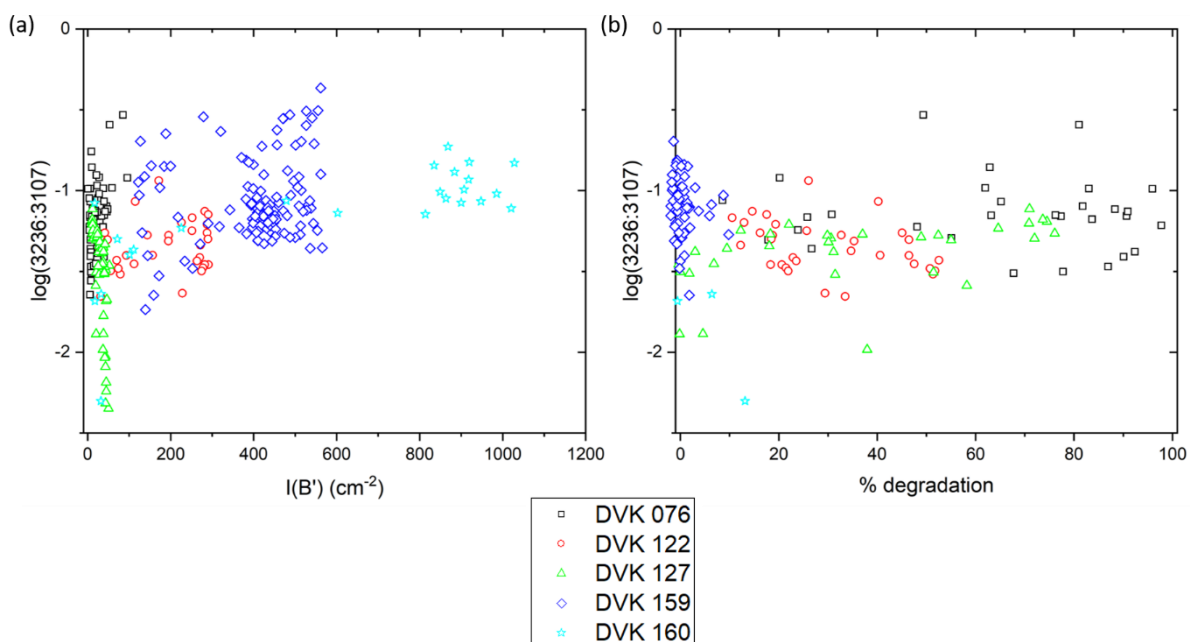 (a)
(b)
log(3236:3107)
0
-1
-2
0 200 400 600 800 1000 1200
I(B') (cm-2)
log(3236:3107)
0
-1
-2
0 20 40 60 80 100
% degradation
DVK 076
DVK 122
DVK 127
DVK 159
DVK 160